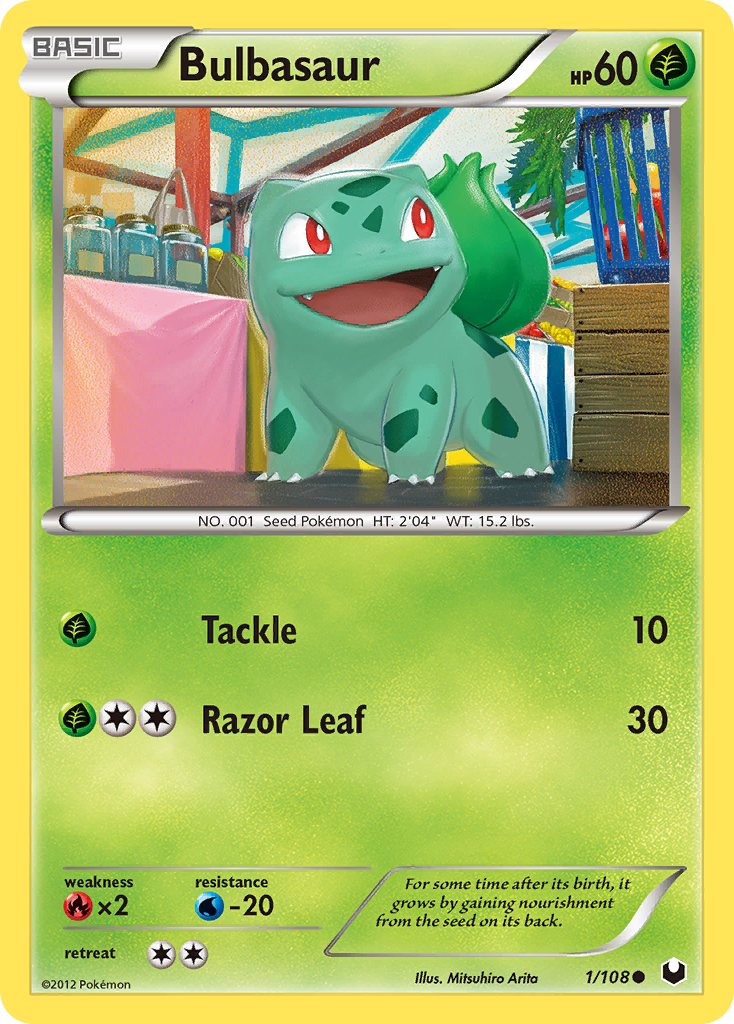 BASIC
Bulbasaur
HP60
NO. 001 Seed Pokémon HT: 2'04" WT: 15.2 lbs.
Tackle 10
Razor Leaf 30
weakness resistance
×2 -20
For some time after its birth, it
grows by gaining nourishment
from the seed on its back.
retreat
©2012 Pokémon
Illus. Mitsuhiro Arita
1/108